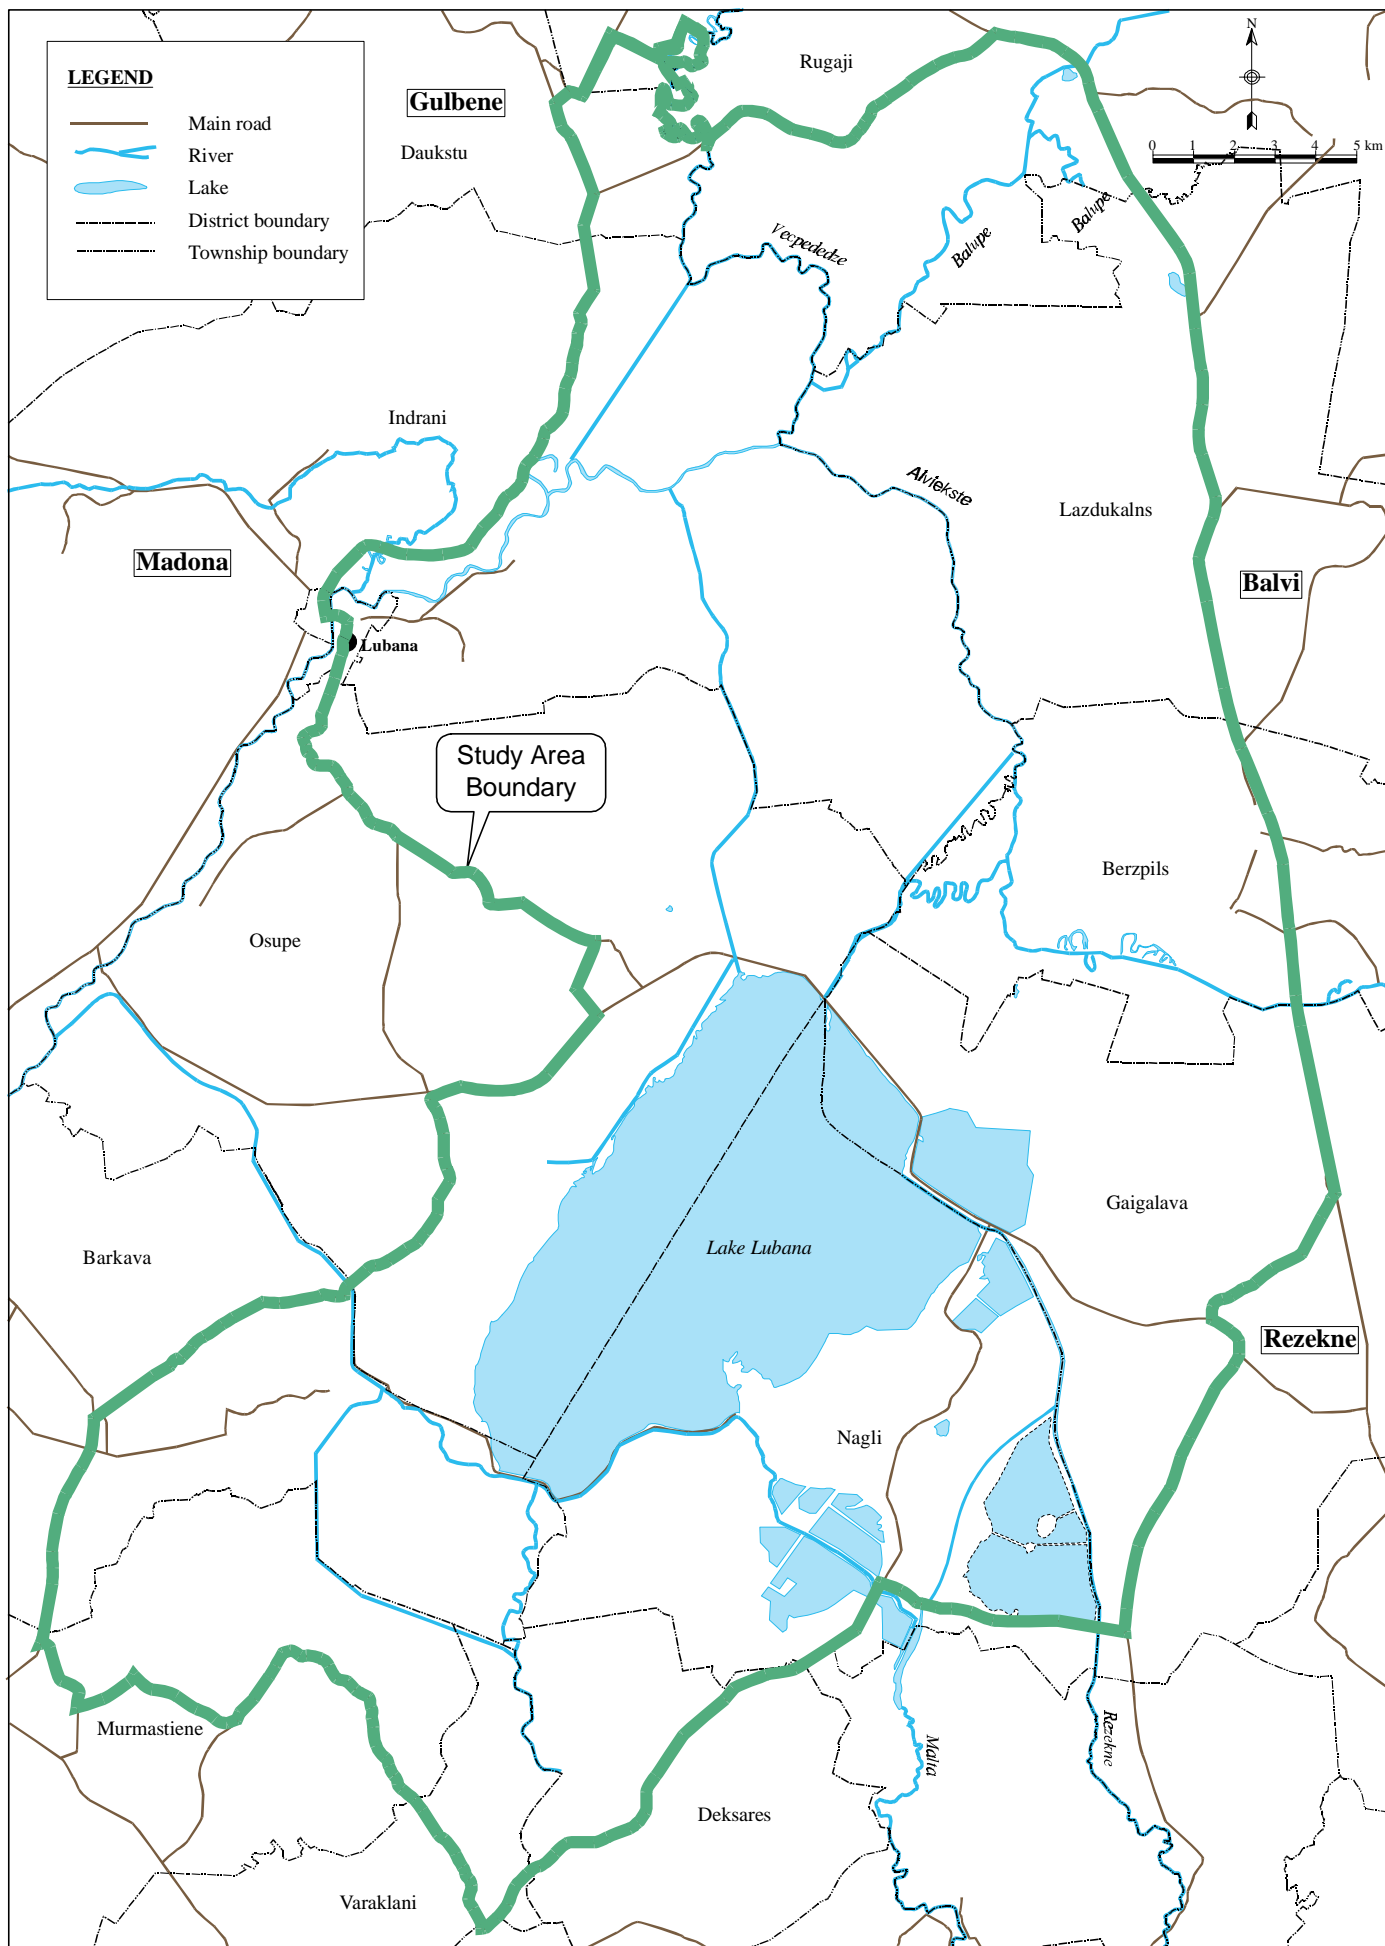 N
Rugaji
LEGEND
Gulbene
Main road
Daukstu
0 1 2 3 4 5 km
River
Lake
District boundary
Township boundary
Balupe
Balupe
Vecpededze
Indrani
Alviekste
Lazdukalns
Madona
Balvi
Lubana
Study Area
Boundary
Berzpils
Osupe
Gaigalava
Lake Lubana
Barkava
Rezekne
Nagli
Murmastiene
Rezekne
Malta
Deksares
Varaklani